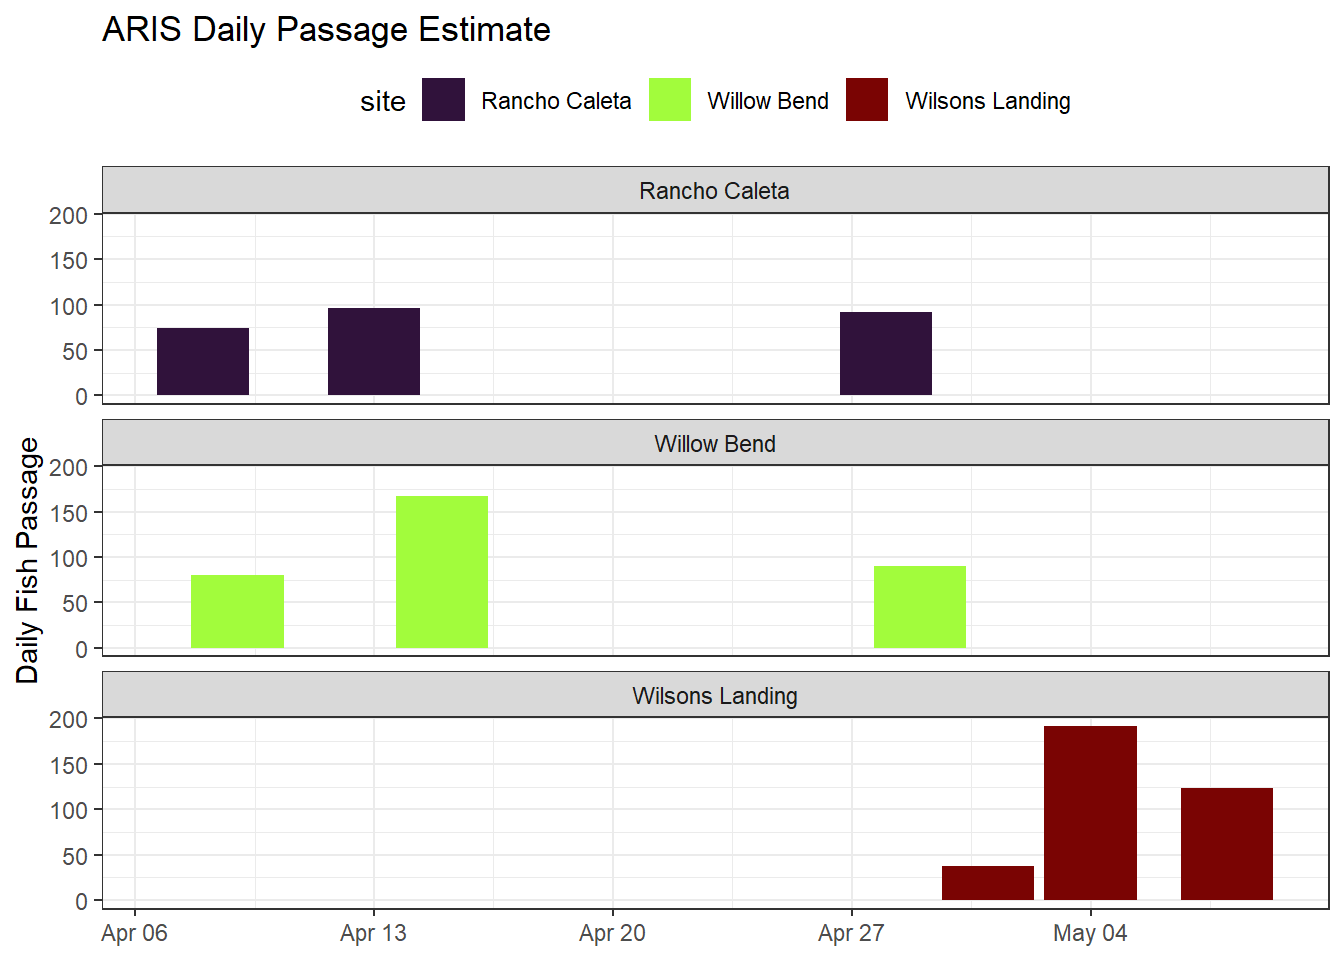 ARIS Daily Passage Estimate
site Rancho Caleta Willow Bend Wilsons Landing
Rancho Caleta
200
150
100
50
0
Willow Bend
200
150
100
50
0
Daily Fish Passage
Wilsons Landing
200
150
100
50
0
Apr 06 Apr 13 Apr 20 Apr 27 May 04